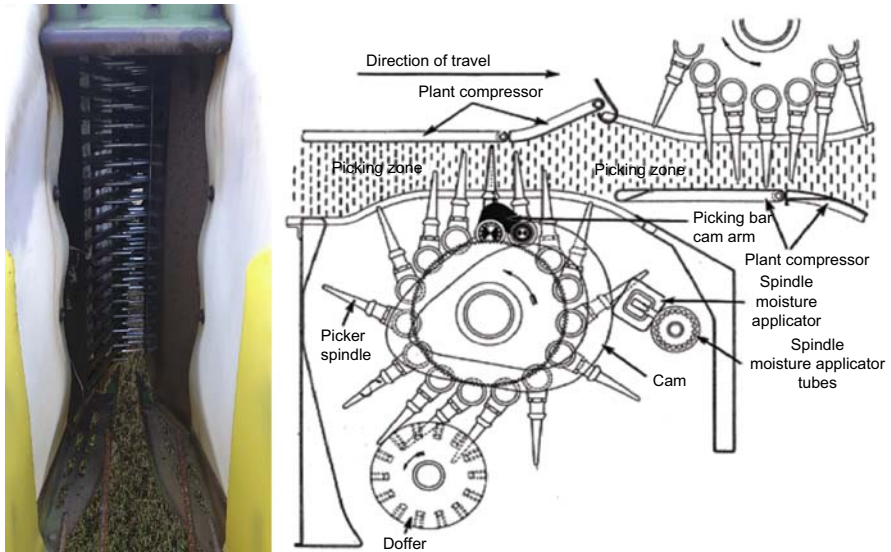 Direction of travel
Plant compressor
Picking zone
Picking zone
Picking bar
cam arm
Plant compressor
Spindle
moisture
applicator
Picker
spindle
Spindle
moisture applicator
tubes
Cam
Doffer